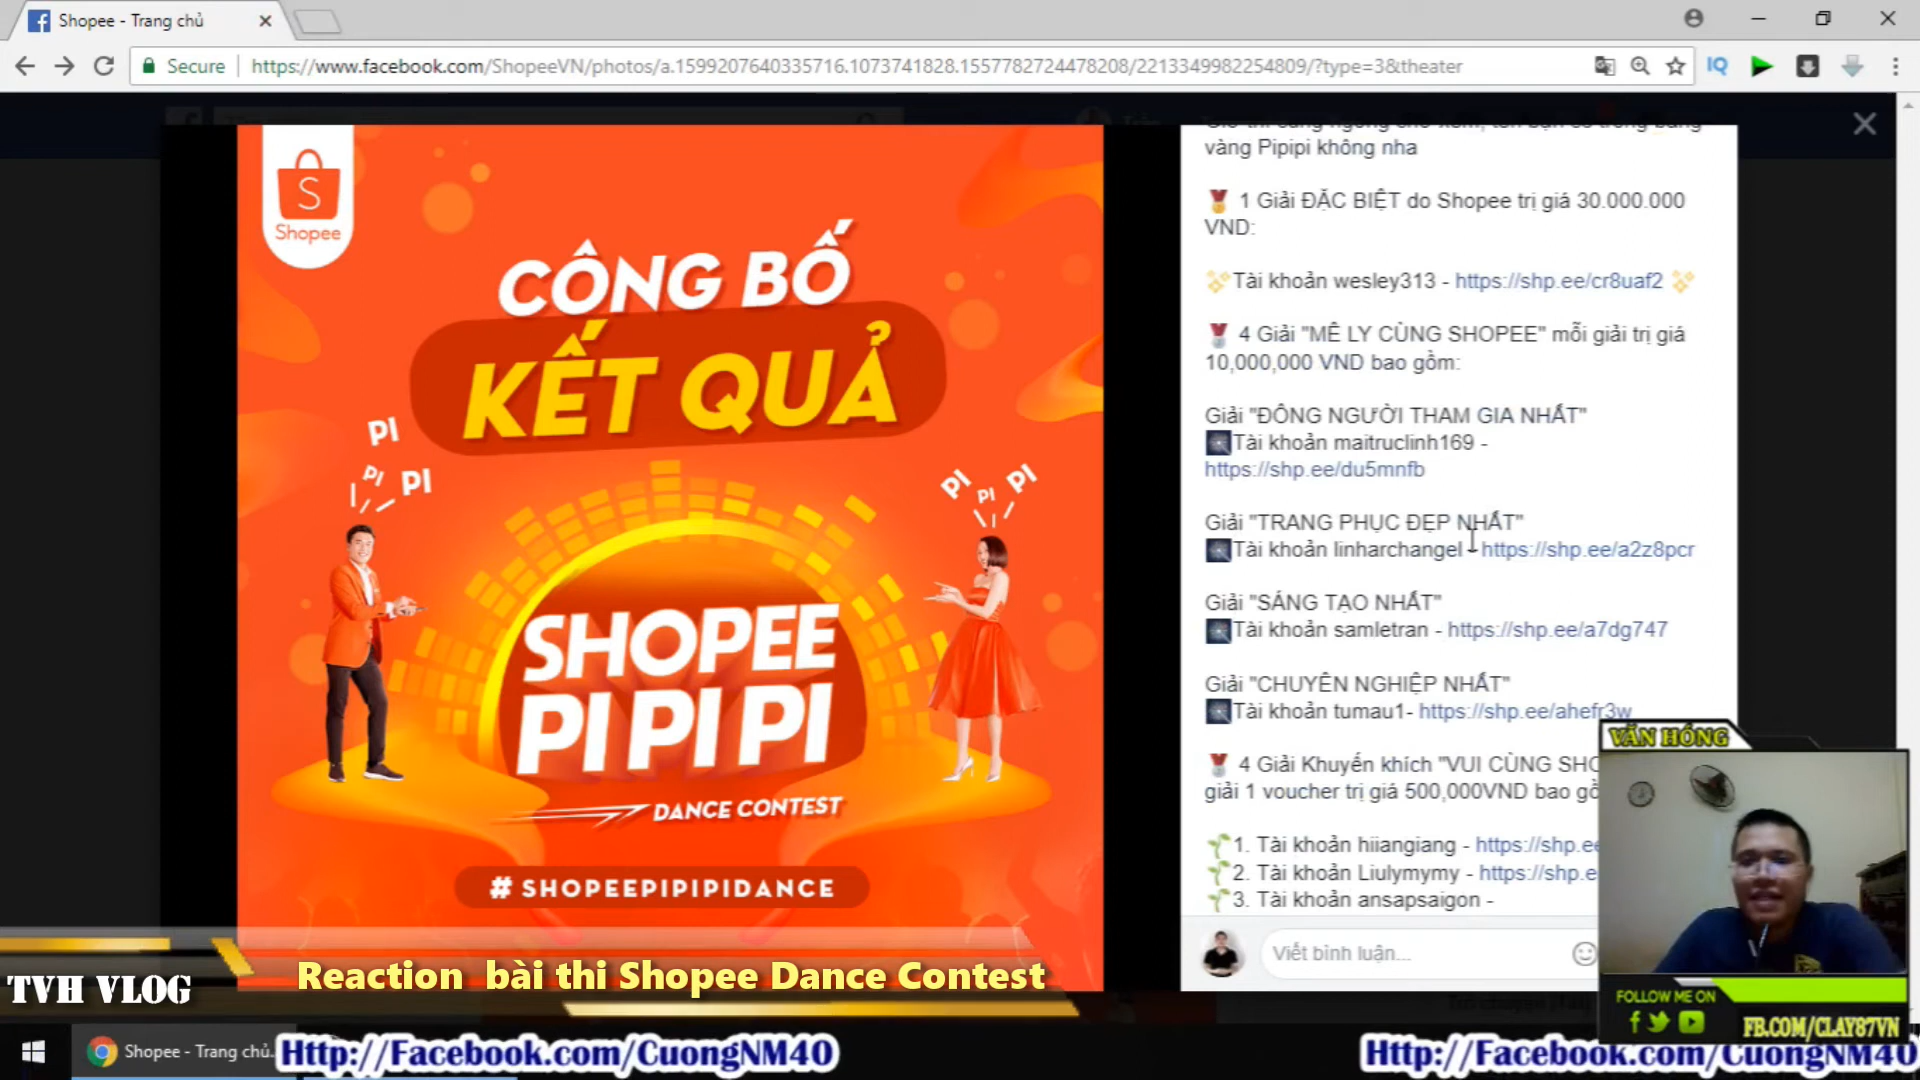 Shopee - Trang chủ
Secure
https://www.facebook.com/ShopeeVN/photos/a.1599207640335716.1073741828.1557782724478208/2213349982254809/?type=3&theater
IQ
S
Shopee
CÔNG BỐ
KẾT QUẢ
PI
PI PI
PI PI PI
SHOPEE
PI PI PI
DANCE CONTEST
# SHOPEEPIPIPIDANCE
vàng Pipipi không nha
1 Giải ĐẶC BIỆT do Shopee trị giá 30.000.000
VND:
Tài khoản wesley313 - https://shp.ee/cr8uaf2
4 Giải "MÊ LY CÙNG SHOPEE" mỗi giải trị giá
10,000,000 VND bao gồm:
Giải "ĐÔNG NGƯỜI THAM GIA NHẤT"
Tài khoản maitruclinh169 -
https://shp.ee/du5mnfb
Giải "TRANG PHỤC ĐẸP NHẤT"
Tài khoản linharchangel - https://shp.ee/a2z8pcr
Giải "SÁNG TẠO NHẤT"
Tài khoản samletran - https://shp.ee/a7dg747
Giải "CHUYÊN NGHIỆP NHẤT"
Tài khoản tumau1- https://shp.ee/ahefr3w
4 Giải Khuyến khích "VUI CÙNG SHO
giải 1 voucher trị giá 500,000VND bao gồ
1. Tài khoản hiiangiang - https://shp.e
2. Tài khoản Liulymymy - https://shp.e
3. Tài khoản ansapsaigon -
Viết bình luận...
VĂN HÓNG
FOLLOW ME ON
FB.COM/CLAY87VN
TVH VLOG
Reaction bài thi Shopee Dance Contest
Shopee - Trang chủ.
Http://Facebook.com/CuongNM40
Http://Facebook.com/CuongNM40